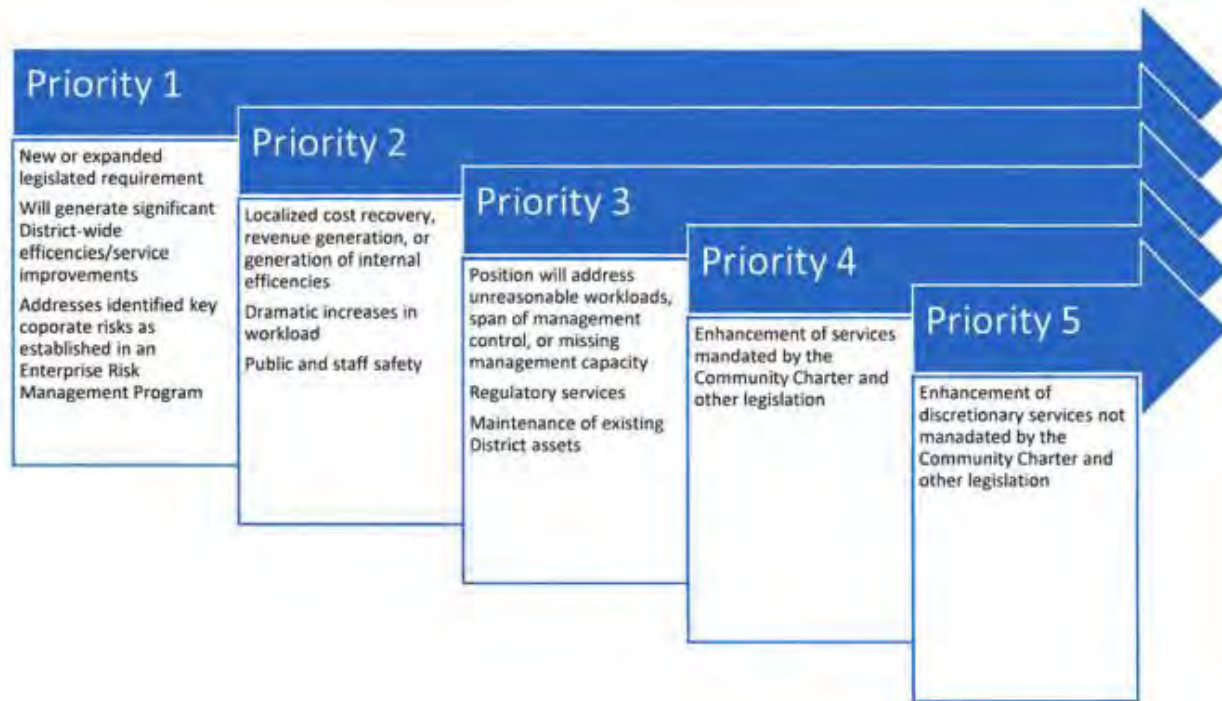 Priority 1
New or expanded
legislated requirement
Will generate significant
District-wide
efficencies/service
improvements
Addresses identified key
coporate risks as
established in an
Enterprise Risk
Management Program
Priority 2
Localized cost recovery,
revenue generation, or
generation of internal
efficencies
Dramatic increases in
workload
Public and staff safety
Priority 3
Position will address
unreasonable workloads,
span of management
control, or missing
management capacity
Regulatory services
Maintenance of existing
District assets
Priority 4
Enhancement of services
mandated by the
Community Charter and
other legislation
Priority 5
Enhancement of
discretionary services not
manadated by the
Community Charter and
other legislation